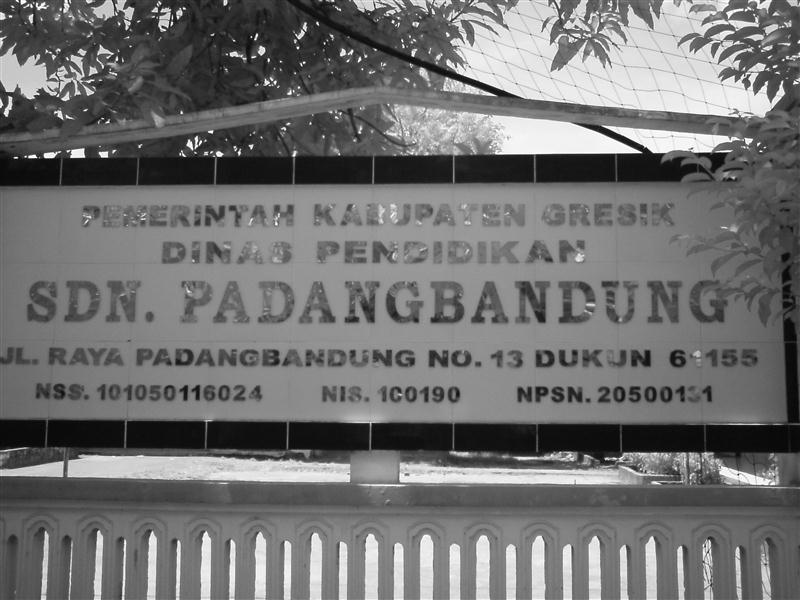 PEMERINTAH KABUPATEN GRESIK
DINAS PENDIDIKAN
SDN. PADANGBANDUNG
JL. RAYA PADANGBANDUNG NO. 13 DUKUN 61155
NSS. 101050116024 NIS. 100190 NPSN.